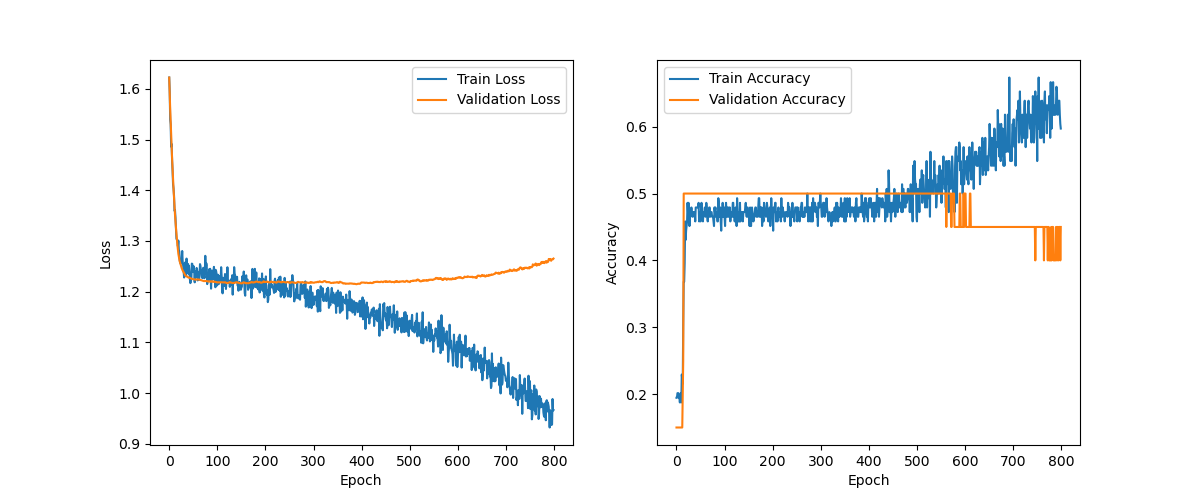 Train Loss
Validation Loss
1.6
1.5
1.4
1.3
1.2
1.1
1.0
0.9
Loss
0 100 200 300 400 500 600 700 800
Epoch
Train Accuracy
Validation Accuracy
0.6
0.5
0.4
0.3
0.2
Accuracy
0 100 200 300 400 500 600 700 800
Epoch